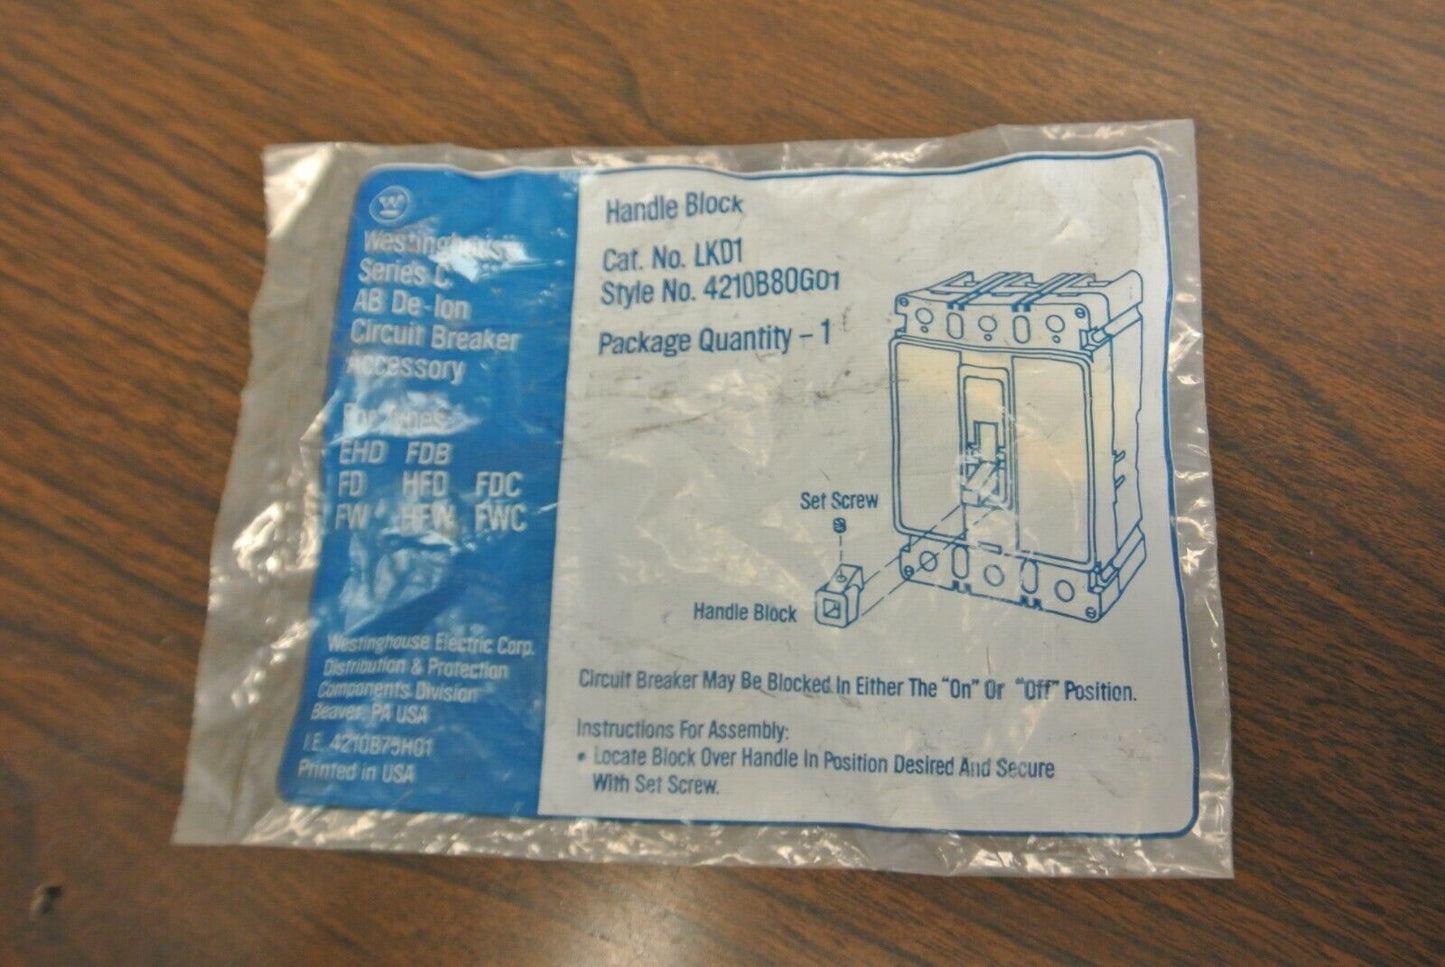 W
Westinghouse
Series C
AB De-Ion
Circuit Breaker
Accessory
For Types
EHD FDB
FD HFD FDC
FW HFW FWC
Westinghouse Electric Corp.
Distribution & Protection
Components Division
Beaver, PA USA
I.E. 4210B75H01
Printed in USA
Handle Block
Cat. No. LKD1
Style No. 4210B80G01
Package Quantity – 1
Set Screw
Handle Block
Circuit Breaker May Be Blocked In Either The “On” Or “Off” Position.
Instructions For Assembly:
• Locate Block Over Handle In Position Desired And Secure
With Set Screw.